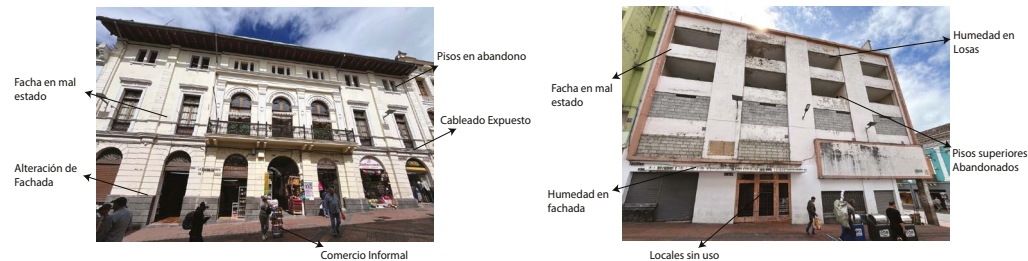 Pisos en abandono
Facha en mal
estado
Cableado Expuesto
Alteración de
Fachada
Comercio Informal
Humedad en
Losas
Facha en mal
estado
Pisos superiores
Abandonados
Humedad en
fachada
Locales sin uso